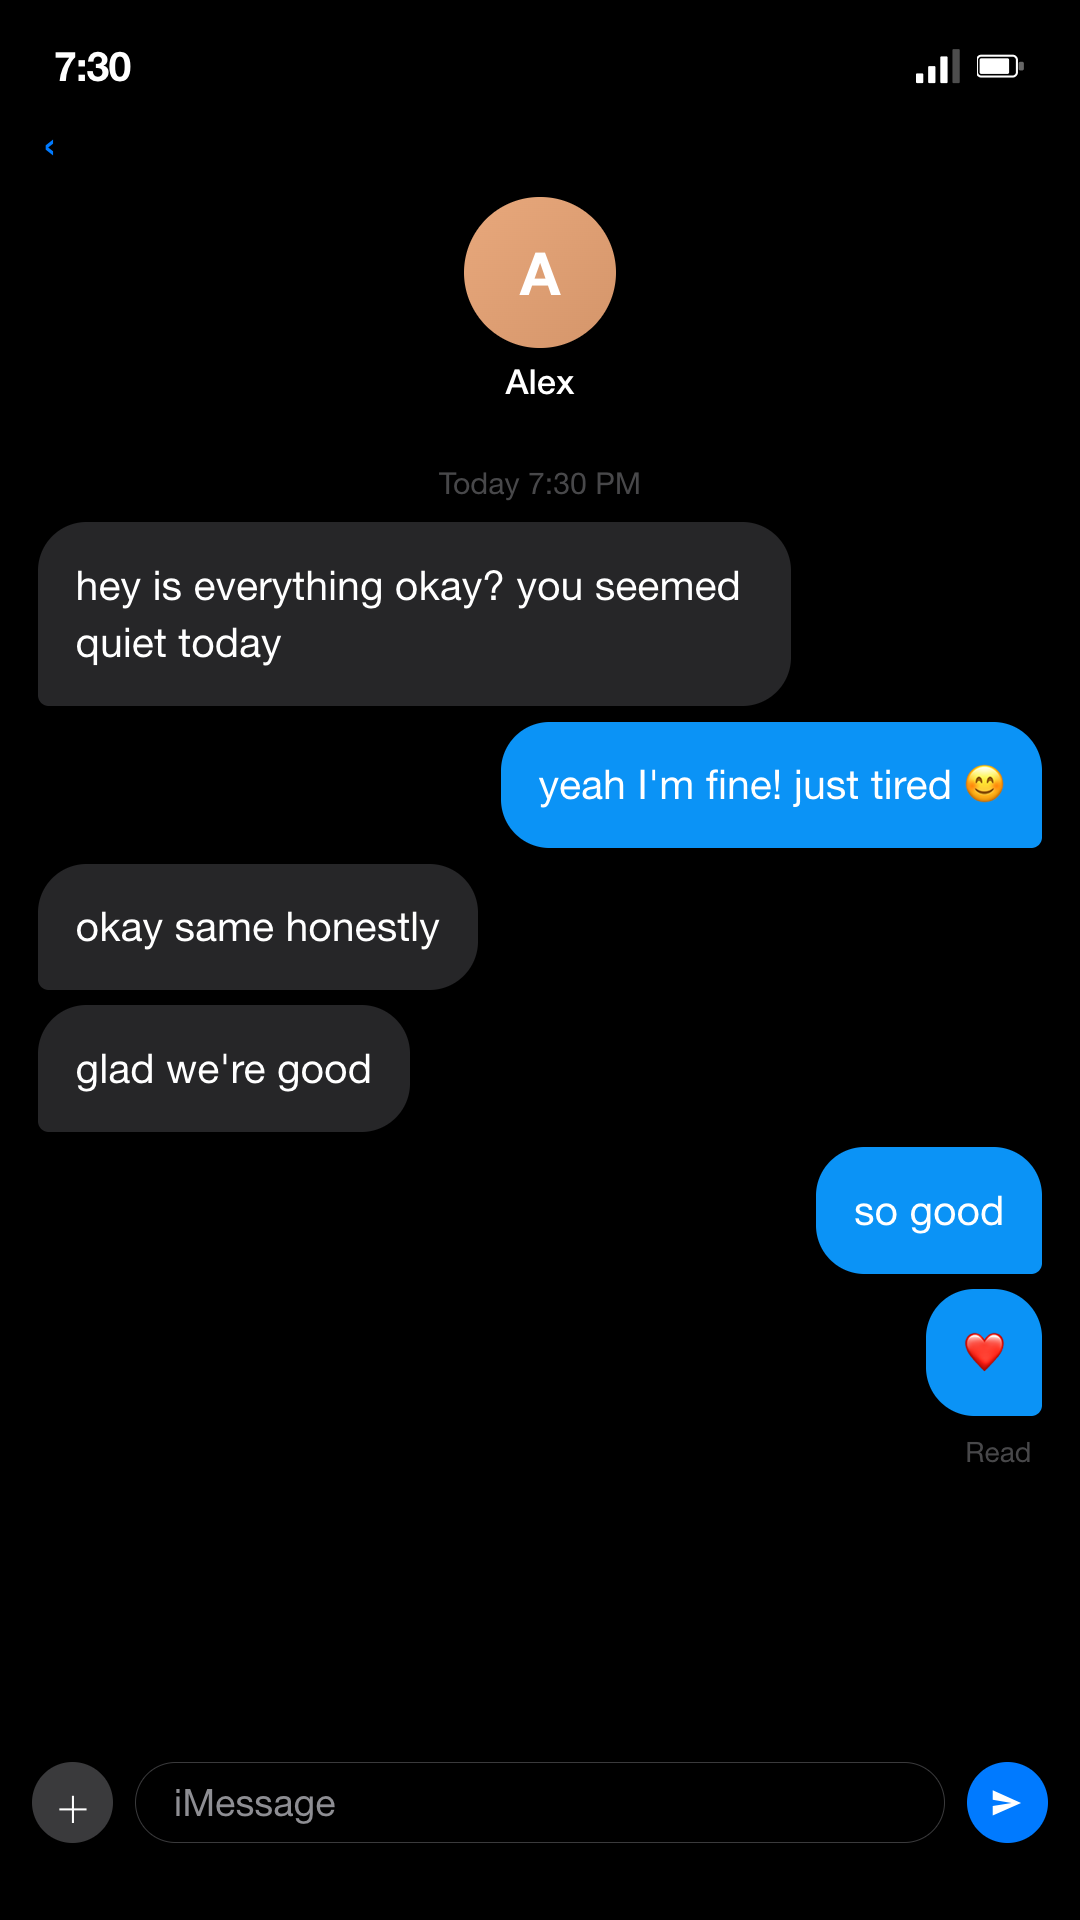 7:30
‹
A
Alex
Today 7:30 PM
hey is everything okay? you seemed
quiet today
yeah I'm fine! just tired 😊
okay same honestly
glad we're good
so good
❤️
Read
+
iMessage